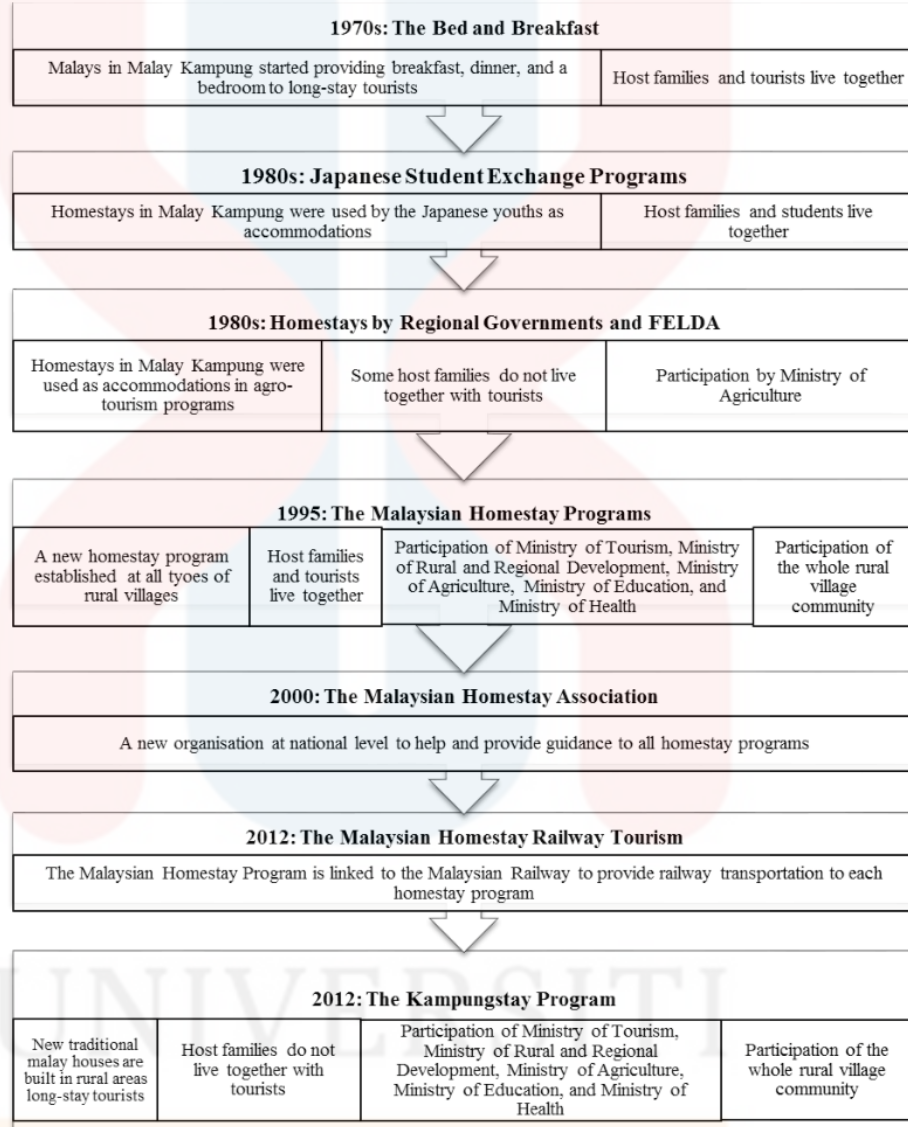 1970s: The Bed and Breakfast
Malays in Malay Kampung started providing breakfast, dinner, and a
bedroom to long-stay tourists
Host families and tourists live together
1980s: Japanese Student Exchange Programs
Homestays in Malay Kampung were used by the Japanese youths as
accommodations
Host families and students live
together
1980s: Homestays by Regional Governments and FELDA
Homestays in Malay Kampung were
used as accommodations in agro-
tourism programs
Some host families do not live
together with tourists
Participation by Ministry of
Agriculture
1995: The Malaysian Homestay Programs
A new homestay program
established at all tyoes of
rural villages
Host families
and tourists
live together
Participation of Ministry of Tourism, Ministry
of Rural and Regional Development, Ministry
of Agriculture, Ministry of Education, and
Ministry of Health
Participation of
the whole rural
village
community
2000: The Malaysian Homestay Association
A new organisation at national level to help and provide guidance to all homestay programs
2012: The Malaysian Homestay Railway Tourism
The Malaysian Homestay Program is linked to the Malaysian Railway to provide railway transportation to each
homestay program
UNIVERSITI
2012: The Kampungstay Program
New traditional
malay houses are
built in rural areas
long-stay tourists
Host families do not
live together with
tourists
Participation of Ministry of Tourism,
Ministry of Rural and Regional
Development, Ministry of Agriculture,
Ministry of Education, and Ministry of
Health
Participation of the
whole rural village
community